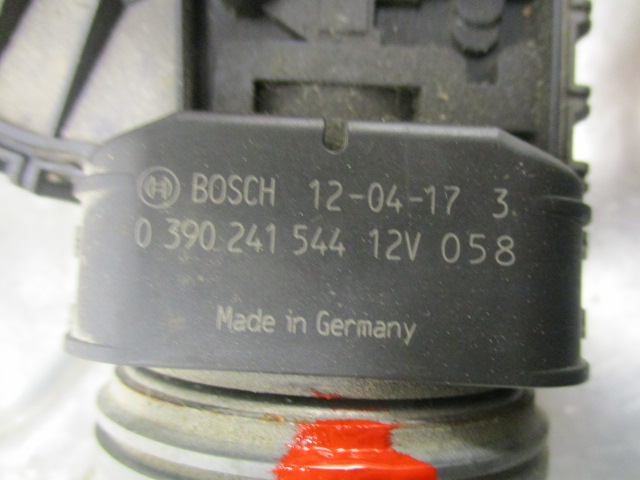 BOSCH 12-04-17 3
0 390 241 544 12V 058
Made in Germany